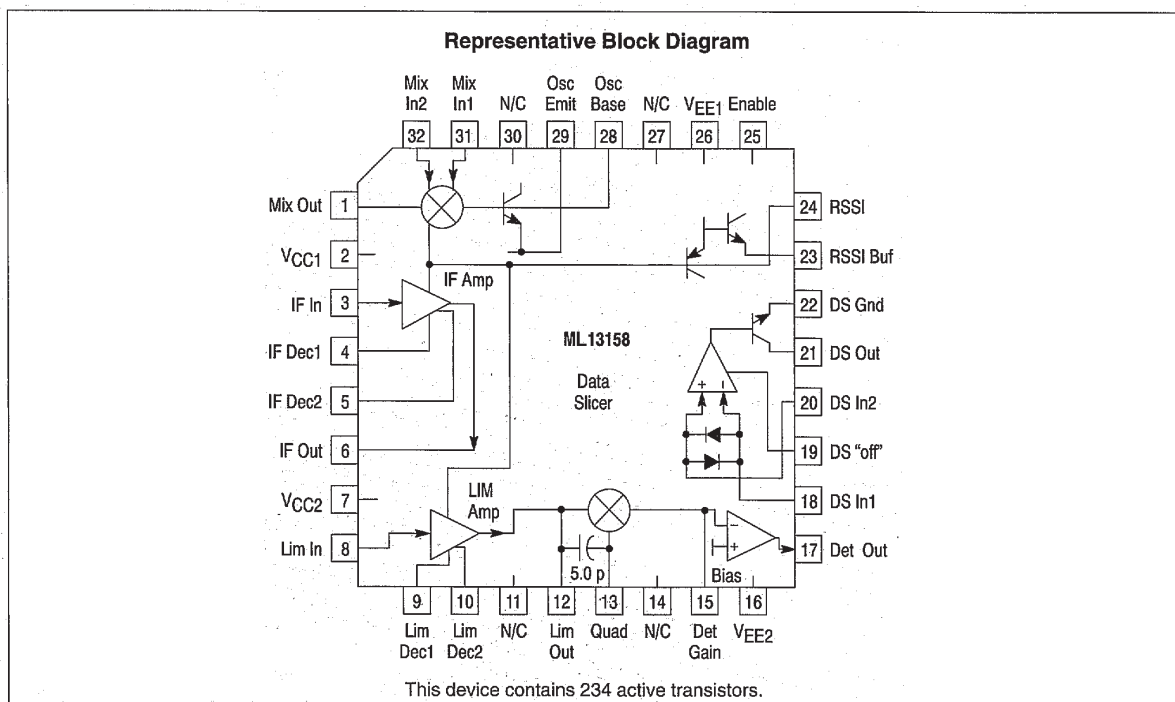 Representative Block Diagram
Mix In2
Mix In1
N/C
Osc Emit
Osc Base
N/C
VEE1
Enable
32
31
30
29
28
27
26
25
Mix Out 1
VCC1 2
IF In 3
IF Dec1 4
IF Dec2 5
IF Out 6
VCC2 7
Lim In 8
24 RSSI
23 RSSI Buf
22 DS Gnd
21 DS Out
20 DS In2
19 DS "off"
18 DS In1
17 Det Out
IF Amp
ML13158
Data
Slicer
+ −
LIM
Amp
5.0 p
−
+
Bias
9
10
11
12
13
14
15
16
Lim Dec1
Lim Dec2
N/C
Lim Out
Quad
N/C
Det Gain
VEE2
This device contains 234 active transistors.